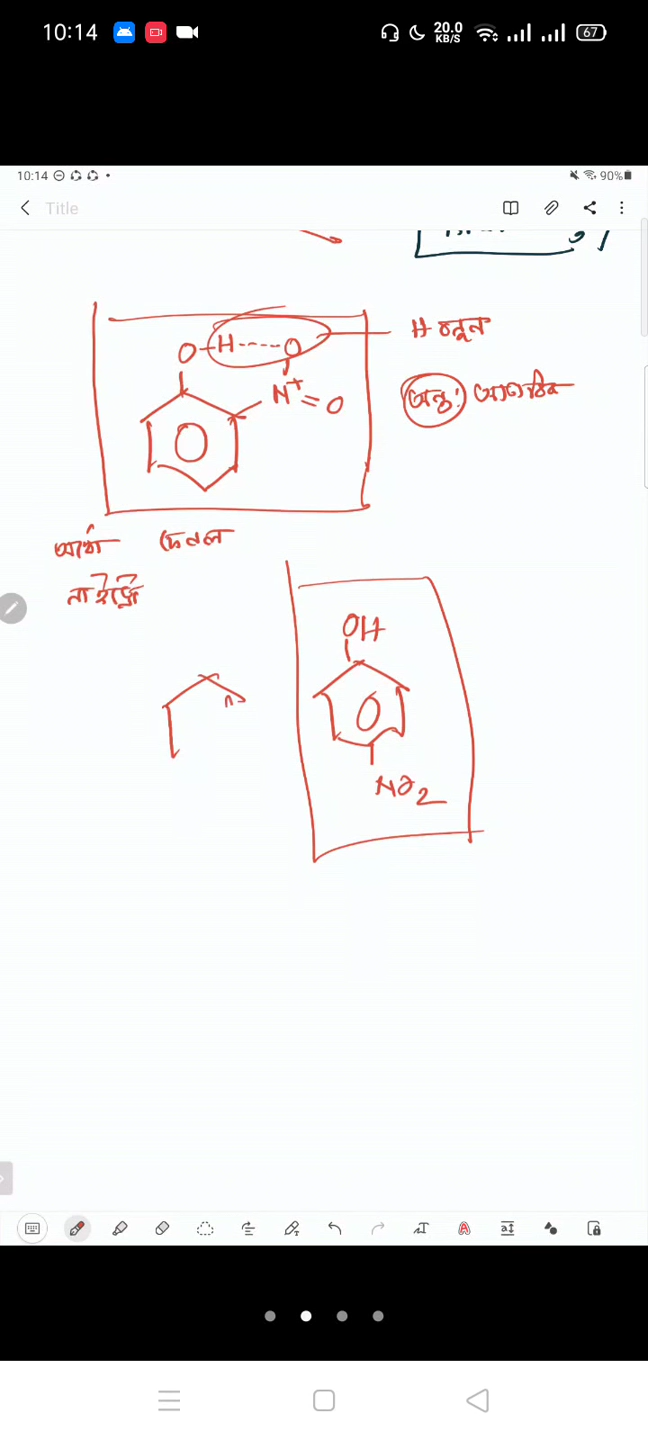 10:14 20.0 KB/S 67
10:14 90%
Title
O-H----O
N+=O
H বন্ধন
অন্তঃ আণবিক
অর্থো
নাইট্রো ফেনল
OH
NO2